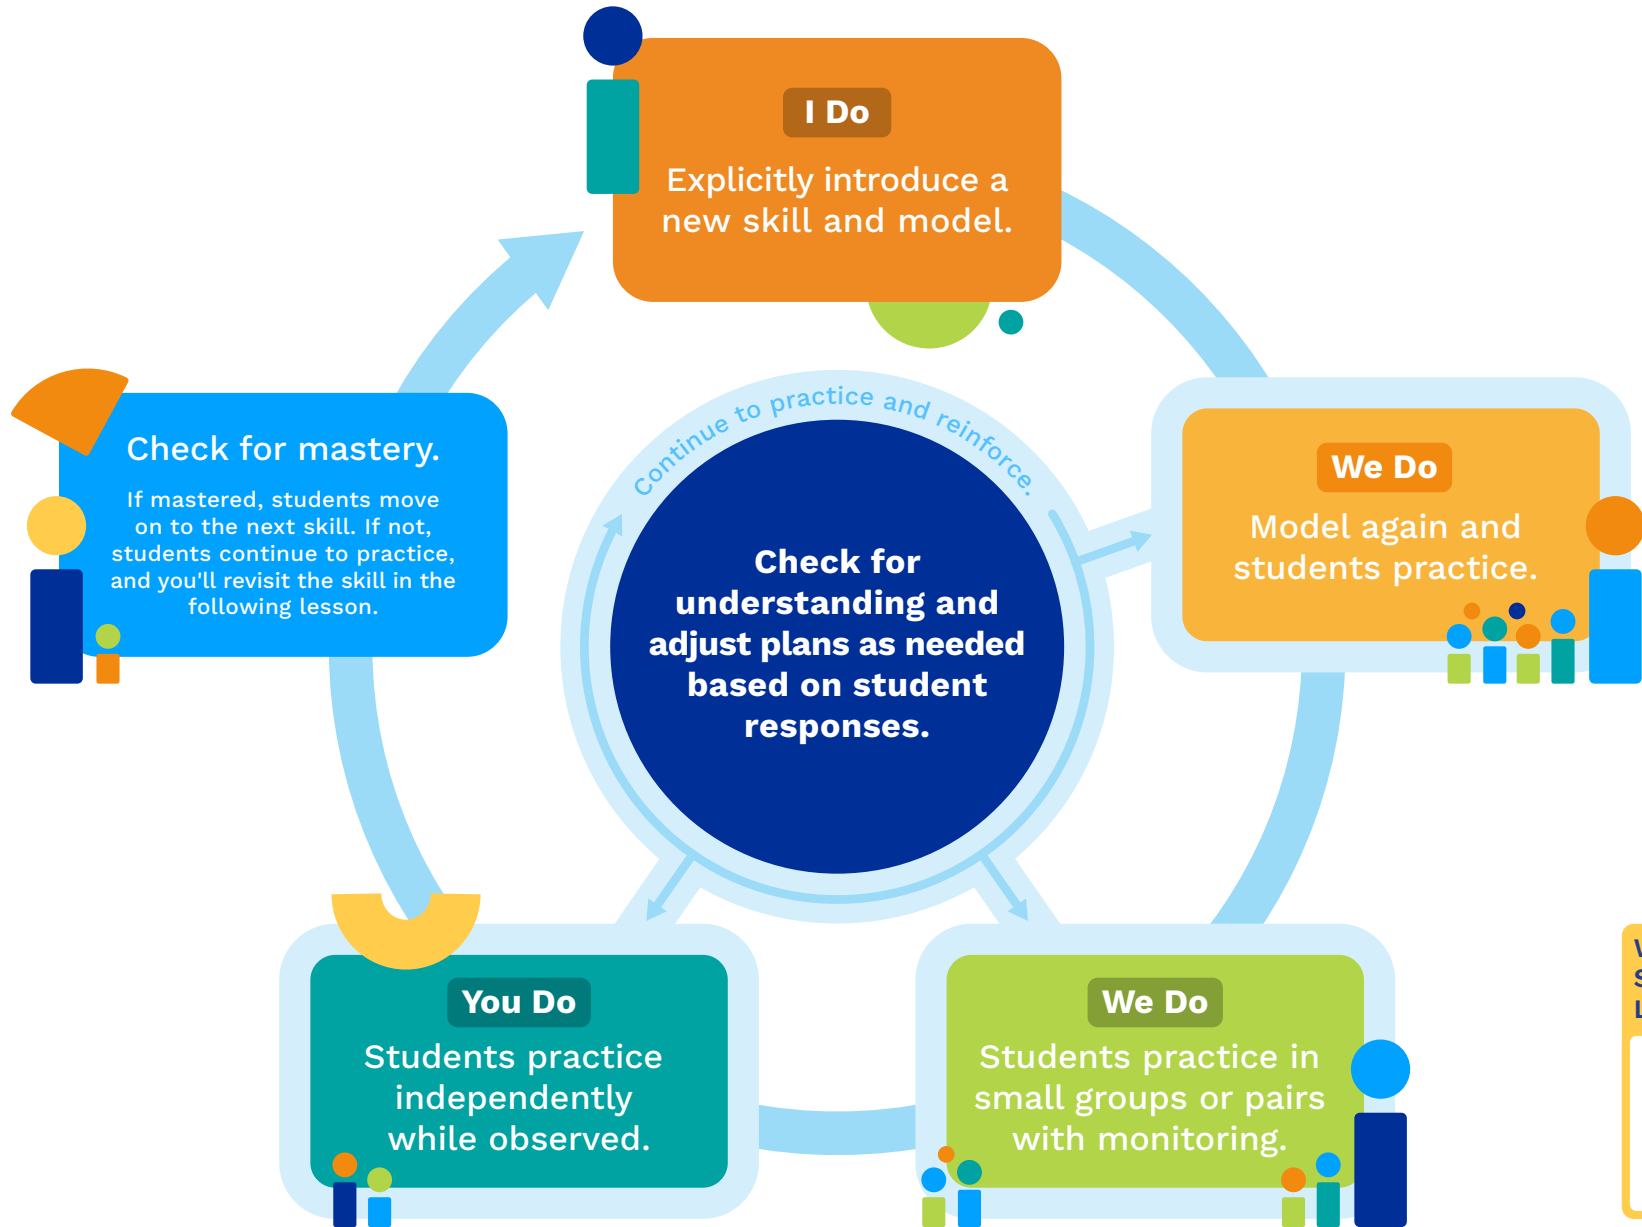 I Do
Explicitly introduce a
new skill and model.
We Do
Model again and
students practice.
We Do
Students practice in
small groups or pairs
with monitoring.
You Do
Students practice
independently
while observed.
Check for mastery.
If mastered, students move
on to the next skill. If not,
students continue to practice,
and you'll revisit the skill in the
following lesson.
Continue to practice and reinforce.
Check for
understanding and
adjust plans as needed
based on student
responses.